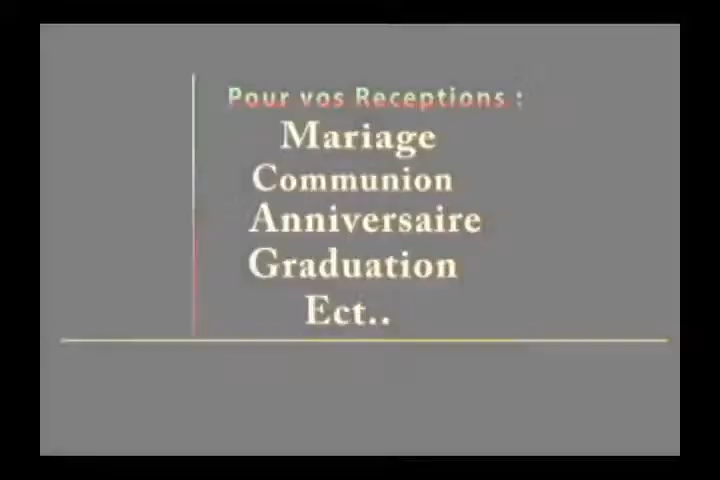 Pour vos Receptions :
Mariage
Communion
Anniversaire
Graduation
Ect..